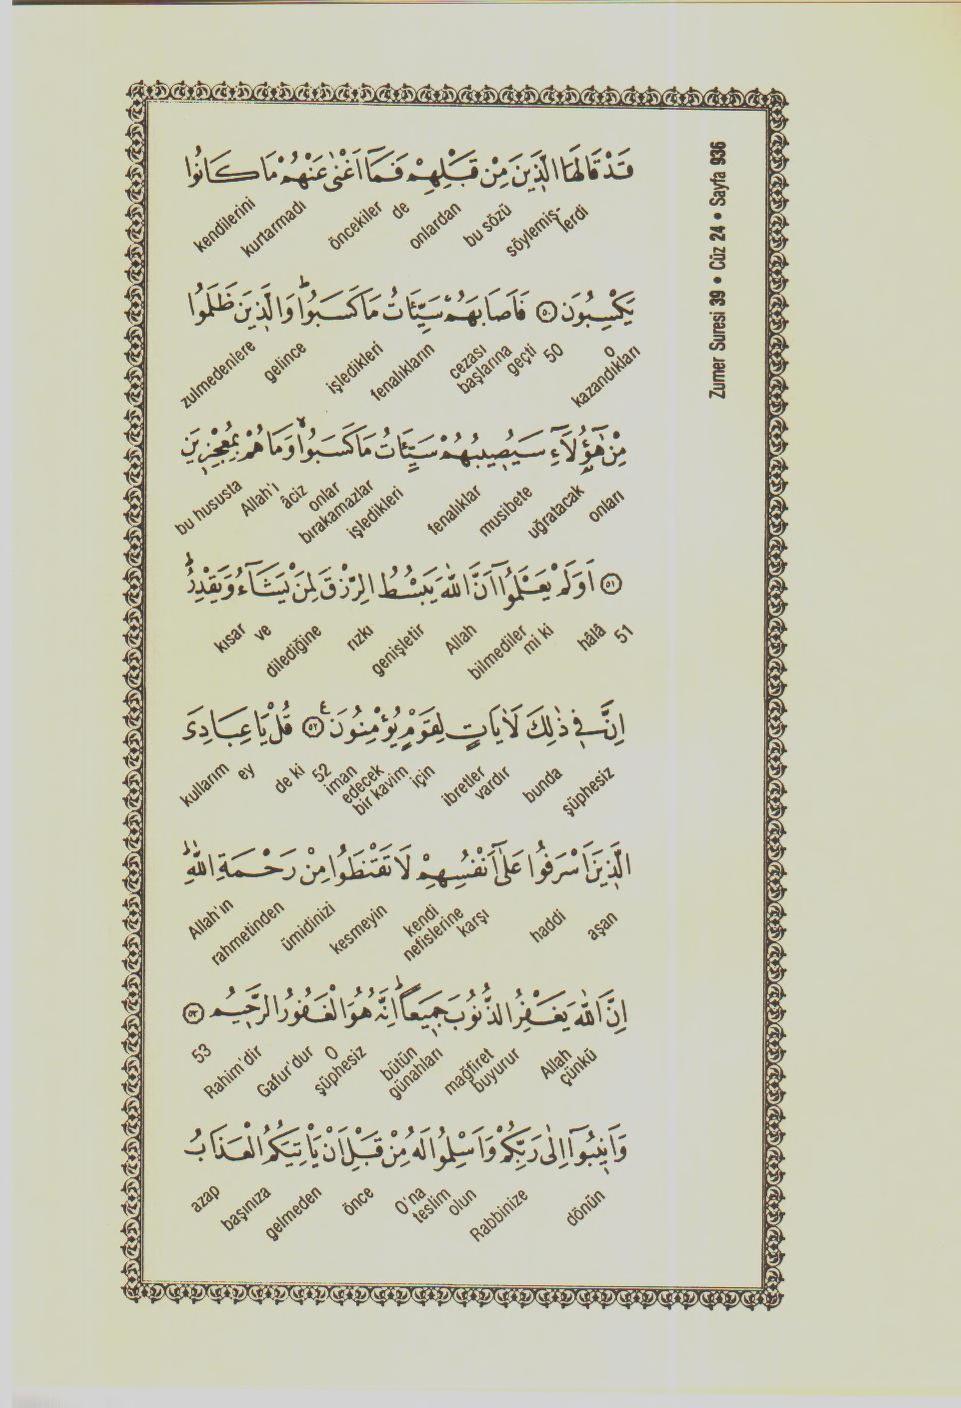 Zumer Suresi 39 • Cüz 24 • Sayfa 936
قَدْ قَالَهَا الَّذِينَ مِنْ قَبْلِهِمْ فَمَٓا اَغْنٰى عَنْهُمْ مَا كَانُوا
söylemiş-lerdi bu sözü onlardan de öncekiler kurtarmadı kendilerini
يَكْسِبُونَ ﴿٥٠﴾ فَاَصَابَهُمْ سَيِّـَٔاتُ مَا كَسَبُواۜ وَالَّذِينَ ظَلَمُوا
o kazandıkları 50 cezası başlarına geçti fenalıkların işledikleri gelince zulmedenlere
مِنْ هٰٓؤُ۬لَٓاءِ سَيُصِيبُهُمْ سَيِّـَٔاتُ مَا كَسَبُواۙ وَمَا هُمْ بِمُعْجِزِينَ
onları uğratacak musibete fenalıklar işledikleri onlar bırakamazlar âciz Allah'ı bu hususta
﴿٥١﴾ اَوَلَمْ يَعْلَمُٓوا اَنَّ اللّٰهَ يَبْسُطُ الرِّزْقَ لِمَنْ يَشَٓاءُ وَيَقْدِرُۜ
51 hâlâ bilmediler mi ki Allah genişletir rızkı dilediğine ve kısar
اِنَّ فِي ذٰلِكَ لَاٰيَاتٍ لِقَوْمٍ يُؤْمِنُونَ ﴿٥٢﴾ ع قُلْ يَا عِبَادِيَ
şüphesiz bunda ibretler vardır için iman edecek bir kavim 52 de ki ey kullarım
الَّذِينَ اَسْرَفُوا عَلٰٓى اَنْفُسِهِمْ لَا تَقْنَطُوا مِنْ رَحْمَةِ اللّٰهِۜ
aşan haddi kendi nefislerine karşı kesmeyin ümidinizi rahmetinden Allah'ın
اِنَّ اللّٰهَ يَغْفِرُ الذُّنُوبَ جَمِيعاًۜ اِنَّهُ هُوَ الْغَفُورُ الرَّحِيمُ ﴿٥٣﴾
Allah çünkü mağfiret buyurur bütün günahları O şüphesiz Gafur'dur Rahim'dir 53
وَاَنِيبُٓوا اِلٰى رَبِّكُمْ وَاَسْلِمُوا لَهُ مِنْ قَبْلِ اَنْ يَأْتِيَكُمُ الْعَذَابُ
dönün Rabbinize O'na teslim olun önce gelmeden başınıza azap